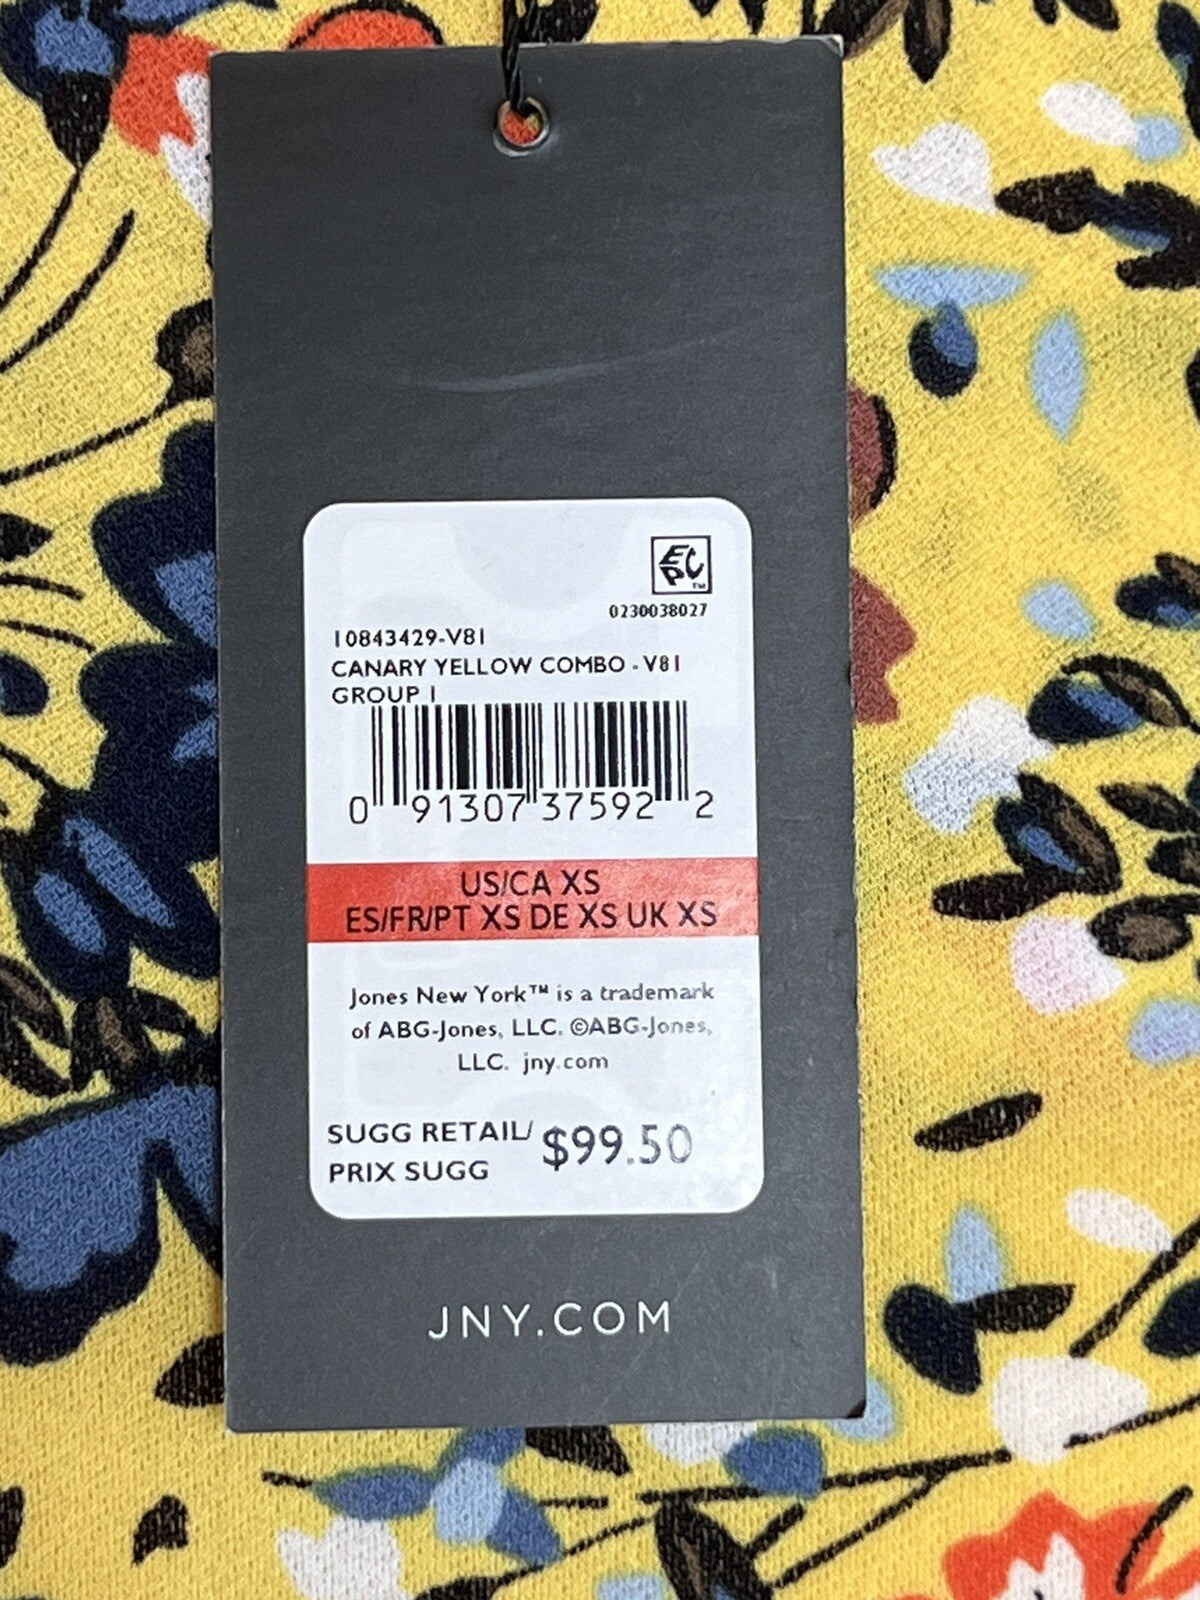 EPC™
0230038027
10843429-V81
CANARY YELLOW COMBO - V81
GROUP 1
0 91307 37592 2
US/CA XS
ES/FR/PT XS DE XS UK XS
Jones New York™ is a trademark
of ABG-Jones, LLC. ©ABG-Jones,
LLC. jny.com
SUGG RETAIL/
PRIX SUGG $99.50
JNY.COM